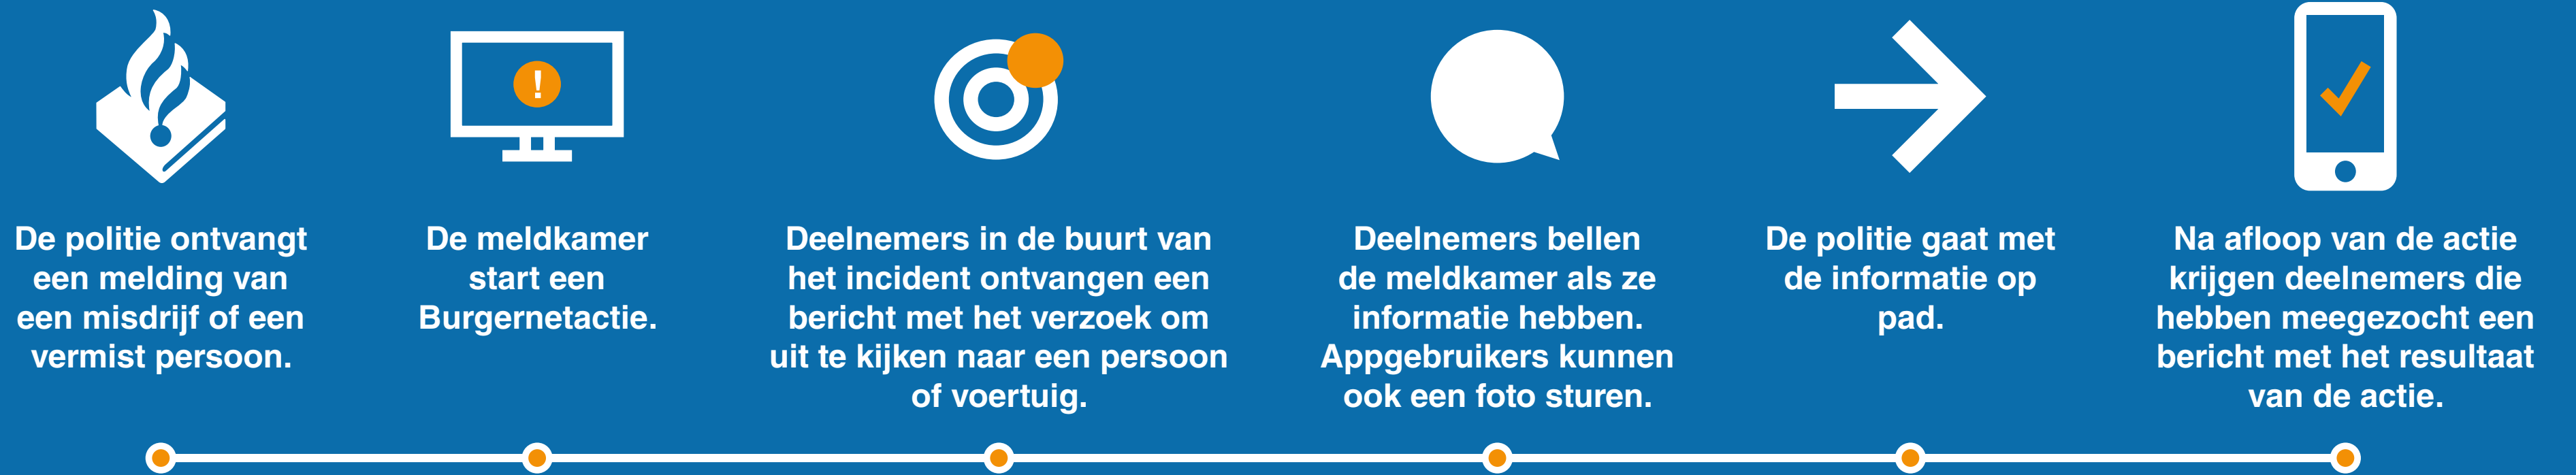 !
De politie ontvangt
een melding van
een misdrijf of een
vermist persoon.
De meldkamer
start een
Burgernetactie.
Deelnemers in de buurt van
het incident ontvangen een
bericht met het verzoek om
uit te kijken naar een persoon
of voertuig.
Deelnemers bellen
de meldkamer als ze
informatie hebben.
Appgebruikers kunnen
ook een foto sturen.
De politie gaat met
de informatie op
pad.
Na afloop van de actie
krijgen deelnemers die
hebben meegezocht een
bericht met het resultaat
van de actie.